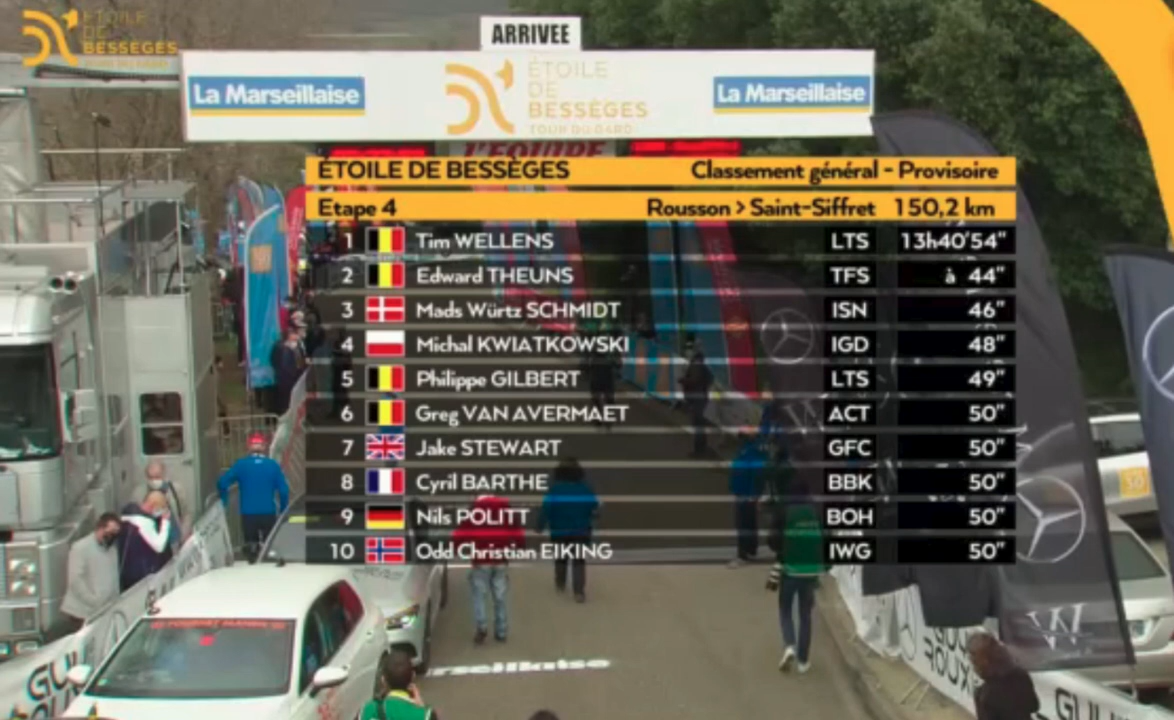 ÉTOILE
DE
BESSÈGES
TOUR DU GARD
ARRIVEE
La Marseillaise
ÉTOILE
DE
BESSÈGES
TOUR DU GARD
La Marseillaise
L'EQUIPE
ÉTOILE DE BESSÈGES Classement général - Provisoire
Etape 4 Rousson > Saint-Siffret 150,2 km
1 Tim WELLENS LTS 13h40'54"
2 Edward THEUNS TFS à 44"
3 Mads Würtz SCHMIDT ISN 46"
4 Michal KWIATKOWSKI IGD 48"
5 Philippe GILBERT LTS 49"
6 Greg VAN AVERMAET ACT 50"
7 Jake STEWART GFC 50"
8 Cyril BARTHE BBK 50"
9 Nils POLITT BOH 50"
10 Odd Christian EIKING IWG 50"